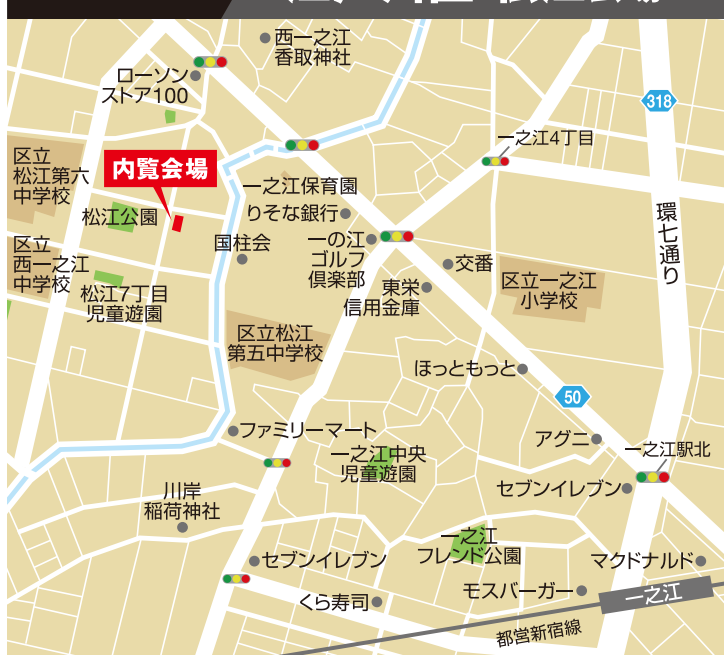 西一之江
香取神社
ローソン
ストア100
318
一之江4丁目
区立
松江第六
中学校
内覧会場
一之江保育園
松江公園
りそな銀行
環七通り
区立
西一之江
中学校
国柱会
一の江
ゴルフ
倶楽部
交番
東栄
信用金庫
区立一之江
小学校
松江7丁目
児童遊園
区立松江
第五中学校
ほっともっと
50
ファミリーマート
アグニ
一之江中央
児童遊園
一之江駅北
セブンイレブン
川岸
稲荷神社
一之江
フレンド公園
セブンイレブン
マクドナルド
モスバーガー
くら寿司
一之江
都営新宿線